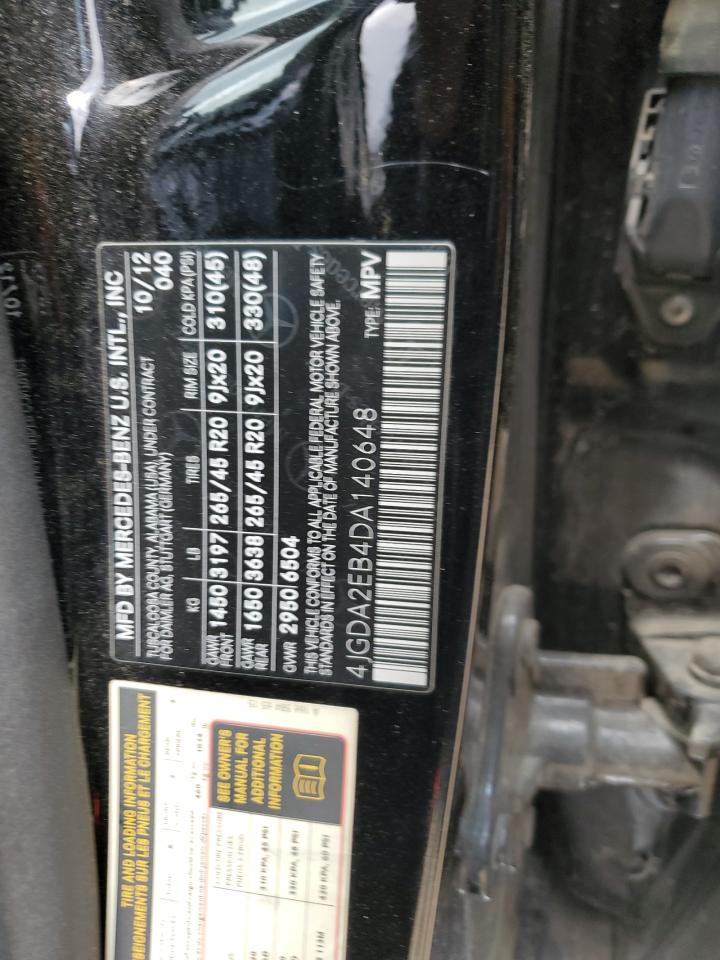 MFD BY MERCEDES-BENZ U.S. INTL., INC
TUSCALOOSA COUNTY, ALABAMA (USA) UNDER CONTRACT 10/12
FOR DAIMLER AG, STUTTGART (GERMANY) 040
KG LB TIRES RIM SIZE COLD KPA (PSI)
GAWR FRONT 1450 3197 265/45 R20 9Jx20 310(45)
GAWR REAR 1650 3638 265/45 R20 9Jx20 330(48)
GVWR 2950 6504
THIS VEHICLE CONFORMS TO ALL APPLICABLE FEDERAL MOTOR VEHICLE SAFETY
STANDARDS IN EFFECT ON THE DATE OF MANUFACTURE SHOWN ABOVE.
4JGDA2EB4DA140648 TYPE: MPV
TIRE AND LOADING INFORMATION
SEIGNEMENTS SUR LES PNEUS ET LE CHARGEMENT
SEE OWNER'S
MANUAL FOR
ADDITIONAL
INFORMATION